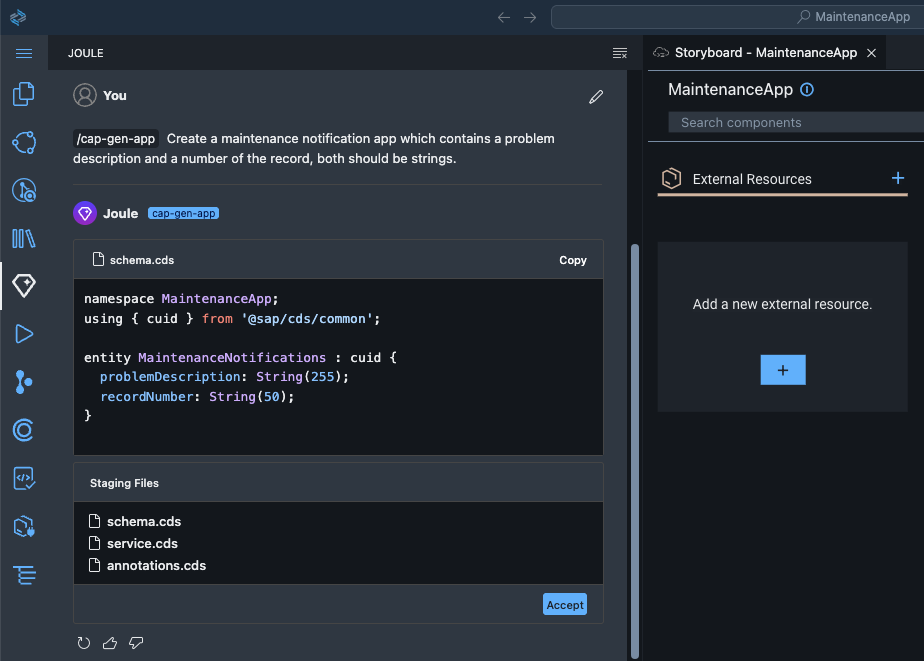 MaintenanceApp
JOULE
You
/cap-gen-app Create a maintenance notification app which contains a problem
description and a number of the record, both should be strings.
Joule cap-gen-app
schema.cds Copy
namespace MaintenanceApp;
using { cuid } from '@sap/cds/common';
entity MaintenanceNotifications : cuid {
problemDescription: String(255);
recordNumber: String(50);
}
Staging Files
schema.cds
service.cds
annotations.cds
Accept
Storyboard - MaintenanceApp
MaintenanceApp
Search components
External Resources
Add a new external resource.